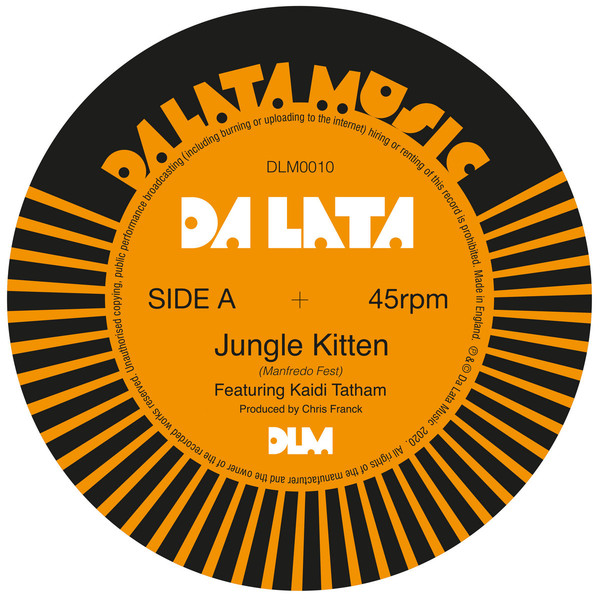 DA LATA MUSIC
All rights of the manufacturer and the owner of the recorded works reserved. Unauthorised copying, public performance broadcasting (including burning or uploading to the internet) hiring or renting of this record is prohibited. Made in England. ℗&© Da Lata Music 2020.
DLM0010
DA LATA
SIDE A 45rpm
Jungle Kitten
(Manfredo Fest)
Featuring Kaidi Tatham
Produced by Chris Franck
DLM